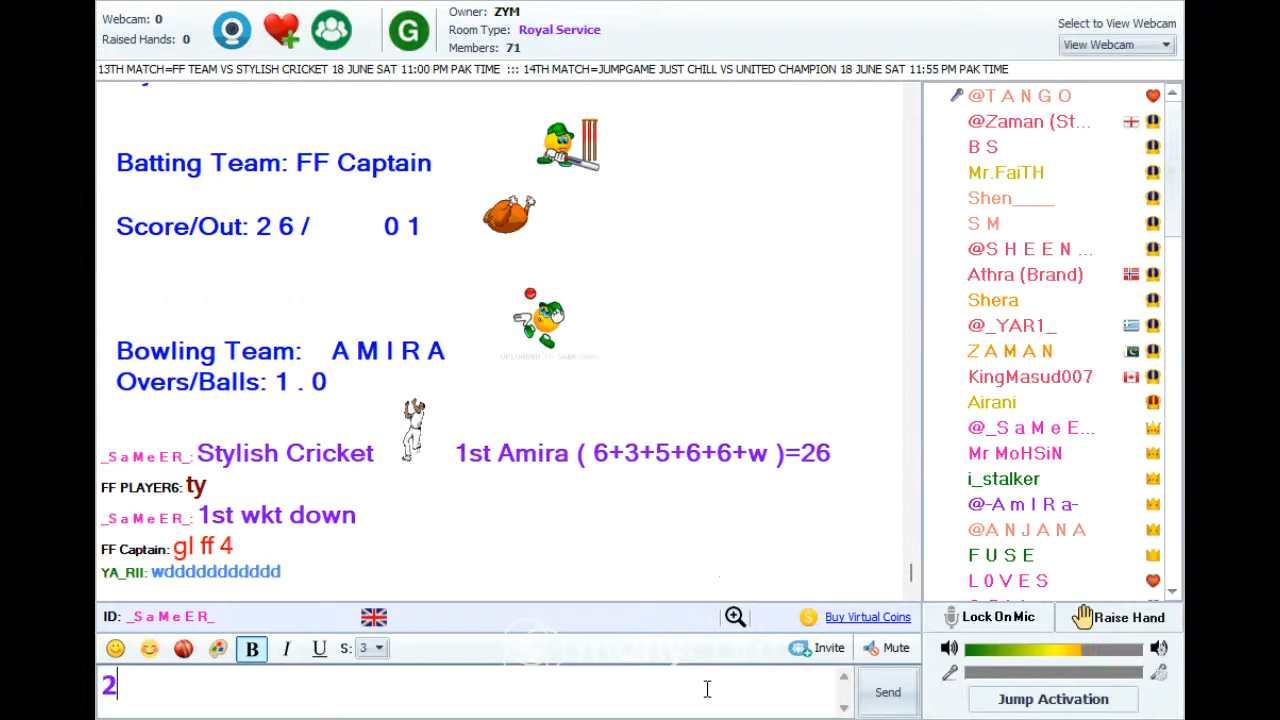 Webcam: 0
Raised Hands: 0
G
Owner: ZYM
Room Type: Royal Service
Members: 71
Select to View Webcam
View Webcam
13TH MATCH=FF TEAM VS STYLISH CRICKET 18 JUNE SAT 11:00 PM PAK TIME ::: 14TH MATCH=JUMPGAME JUST CHILL VS UNITED CHAMPION 18 JUNE SAT 11:55 PM PAK TIME
Batting Team: FF Captain
Score/Out: 2 6 / 0 1
Bowling Team: A M I R A
Overs/Balls: 1 . 0
_S a M e E R_: Stylish Cricket 1st Amira ( 6+3+5+6+6+w )=26
FF PLAYER6: ty
_S a M e E R_: 1st wkt down
FF Captain: gl ff 4
YA_RII: wddddddddddd
@T A N G O
@Zaman (St...
B S
Mr.FaiTH
Shen____
S M
@S H E E N ...
Athra (Brand)
Shera
@_YAR1_
Z A M A N
KingMasud007
Airani
@_S a M e E...
Mr MoHSiN
i_stalker
@-A m I R a-
@A N J A N A
F U S E
L 0 V E S
ID: _S a M e E R_
Buy Virtual Coins
Lock On Mic
Raise Hand
B I U S: 3
Invite
Mute
2
Send
Jump Activation